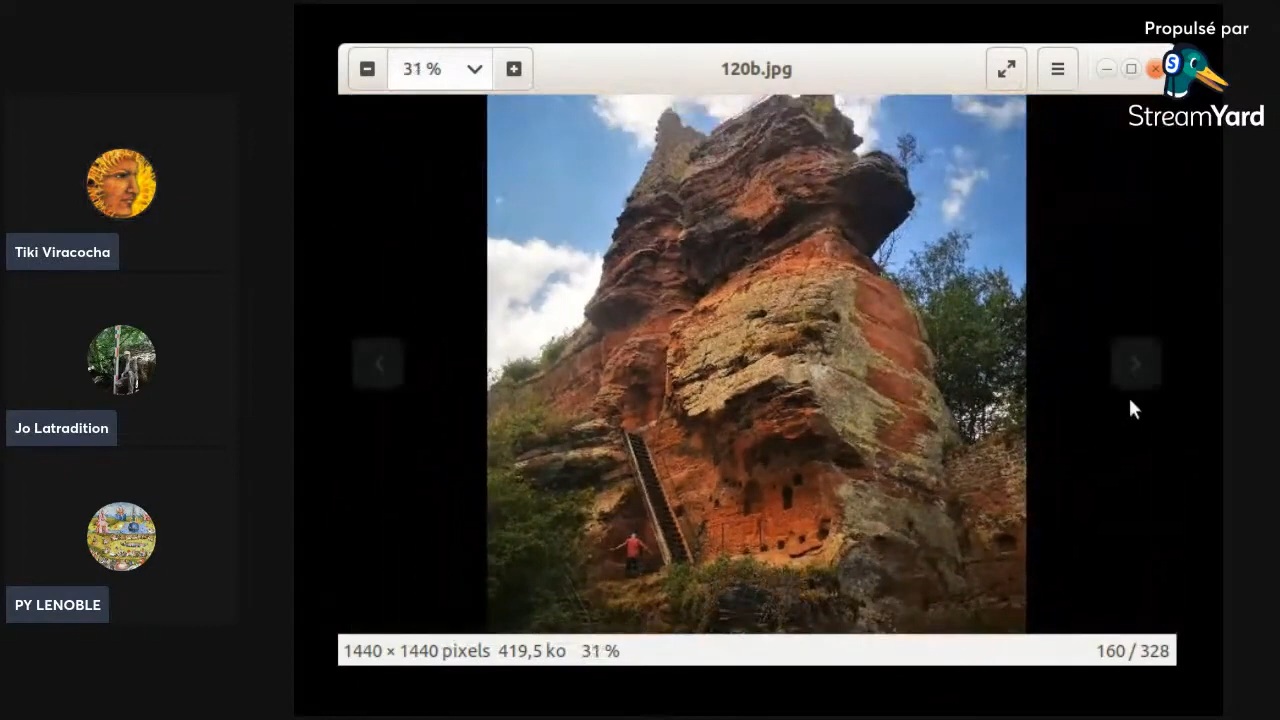 Propulsé par
StreamYard
31 %
120b.jpg
Tiki Viracocha
Jo Latradition
PY LENOBLE
1440 × 1440 pixels 419,5 ko 31 %
160 / 328